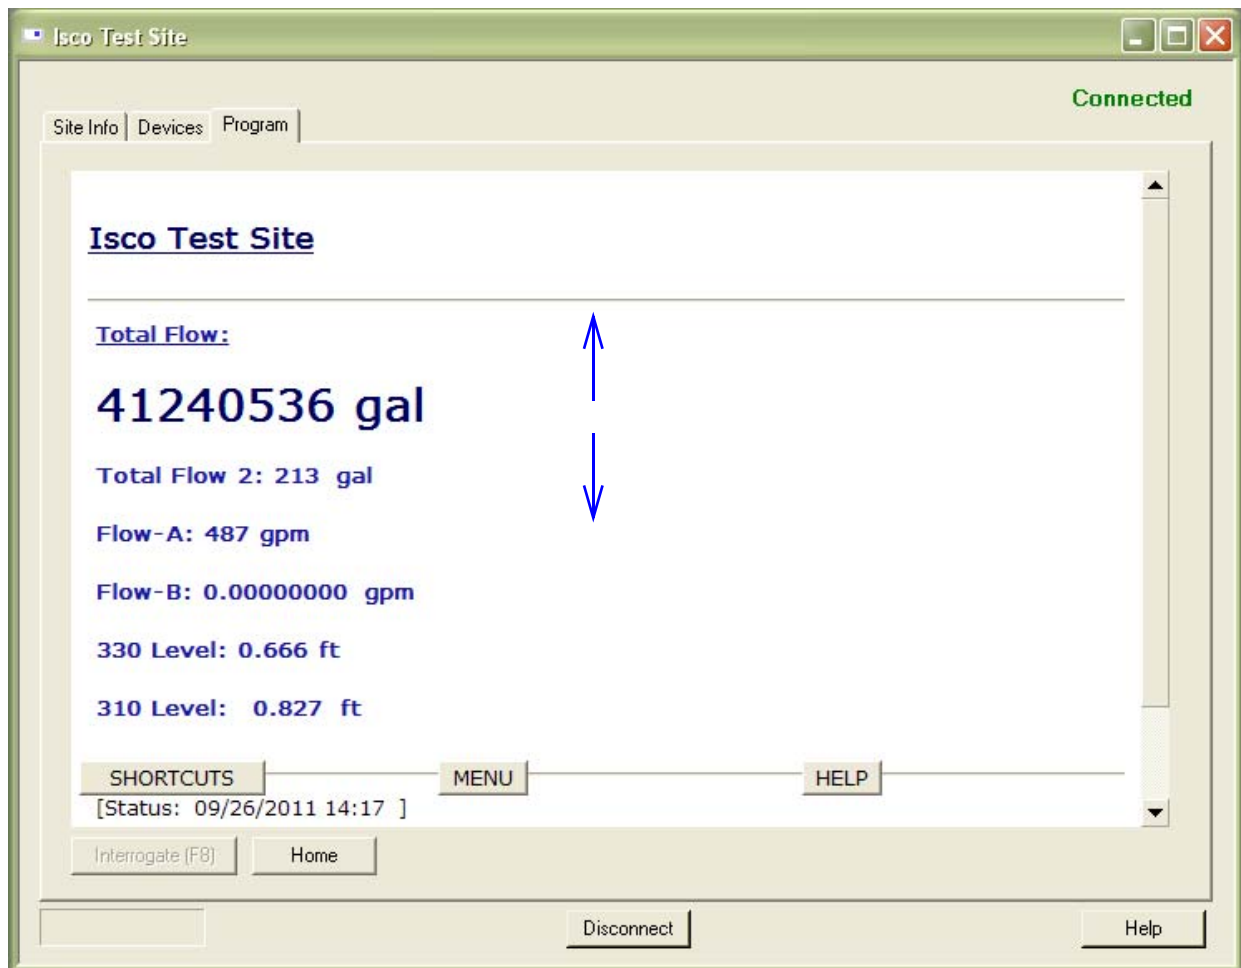 Isco Test Site
Connected
Site Info Devices Program
Isco Test Site
Total Flow:
41240536 gal
Total Flow 2: 213 gal
Flow-A: 487 gpm
Flow-B: 0.00000000 gpm
330 Level: 0.666 ft
310 Level: 0.827 ft
SHORTCUTS MENU HELP
[Status: 09/26/2011 14:17 ]
Interrogate (F8) Home
Disconnect Help